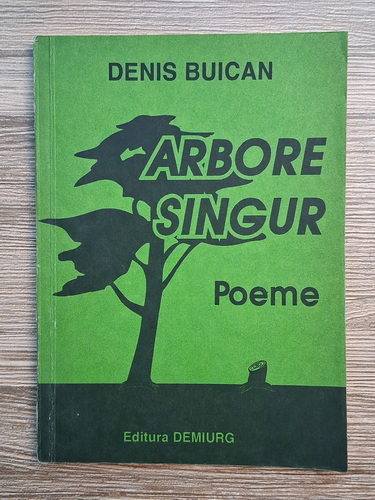 DENIS BUICAN
ARBORE
SINGUR
Poeme
Editura DEMIURG